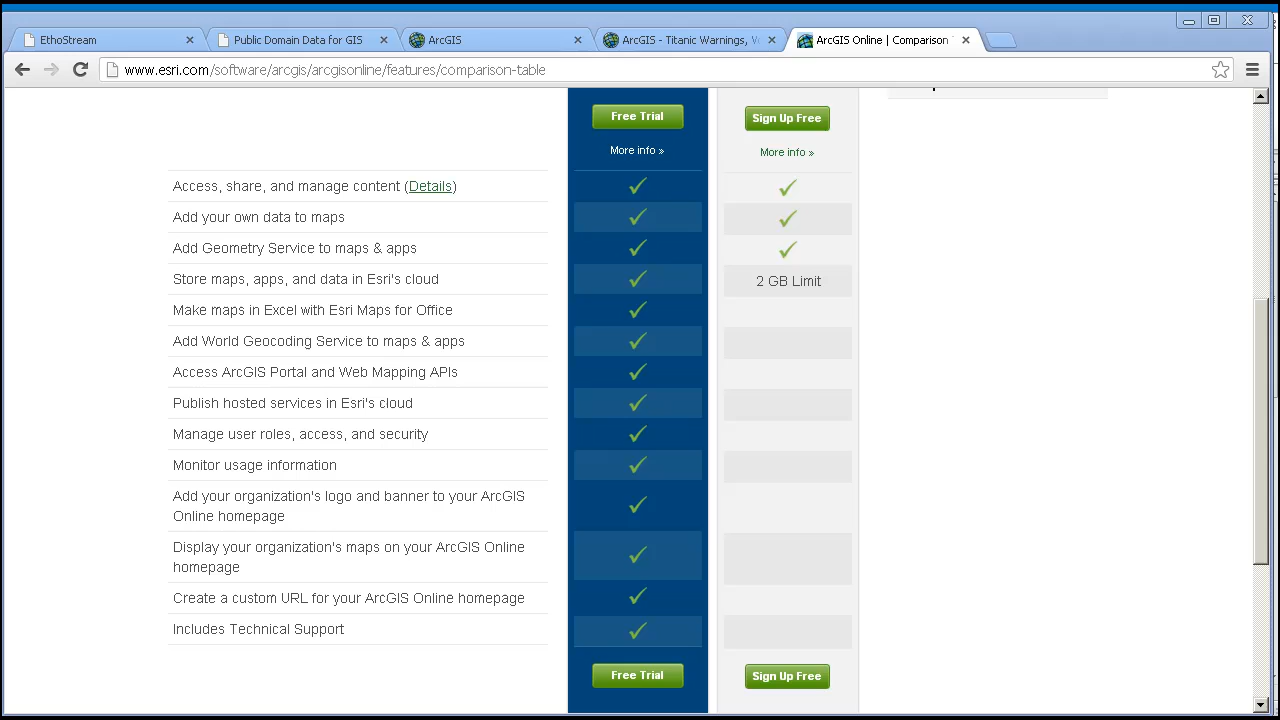 EthoStream
Public Domain Data for GIS
ArcGIS
ArcGIS - Titanic Warnings, V
ArcGIS Online | Comparison
www.esri.com/software/arcgis/arcgisonline/features/comparison-table
Free Trial
Sign Up Free
More info »
More info »
Access, share, and manage content (Details)
Add your own data to maps
Add Geometry Service to maps & apps
Store maps, apps, and data in Esri's cloud
2 GB Limit
Make maps in Excel with Esri Maps for Office
Add World Geocoding Service to maps & apps
Access ArcGIS Portal and Web Mapping APIs
Publish hosted services in Esri's cloud
Manage user roles, access, and security
Monitor usage information
Add your organization's logo and banner to your ArcGIS
Online homepage
Display your organization's maps on your ArcGIS Online
homepage
Create a custom URL for your ArcGIS Online homepage
Includes Technical Support
Free Trial
Sign Up Free